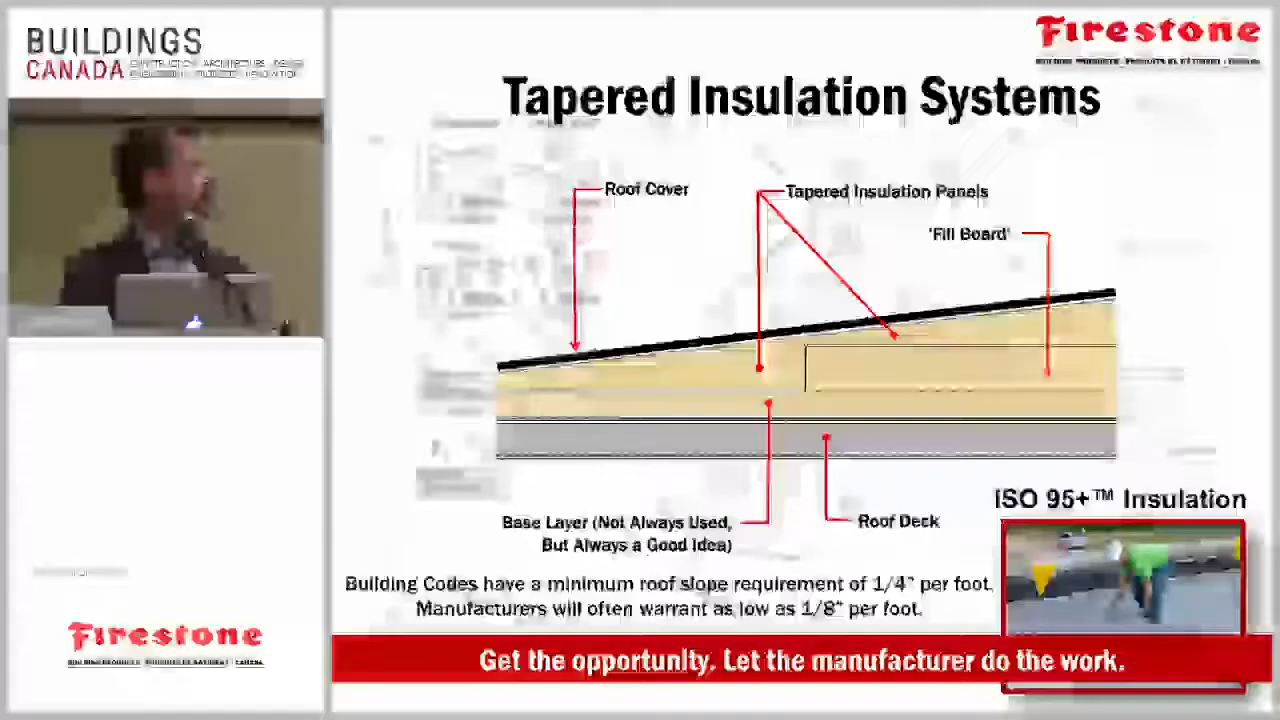 BUILDINGS
CANADA
Firestone
Tapered Insulation Systems
Roof Cover
Tapered Insulation Panels
'Fill Board'
Base Layer (Not Always Used,
But Always a Good Idea)
Roof Deck
ISO 95+™ Insulation
Building Codes have a minimum roof slope requirement of 1/4" per foot.
Manufacturers will often warrant as low as 1/8" per foot.
Get the opportunity. Let the manufacturer do the work.
Firestone